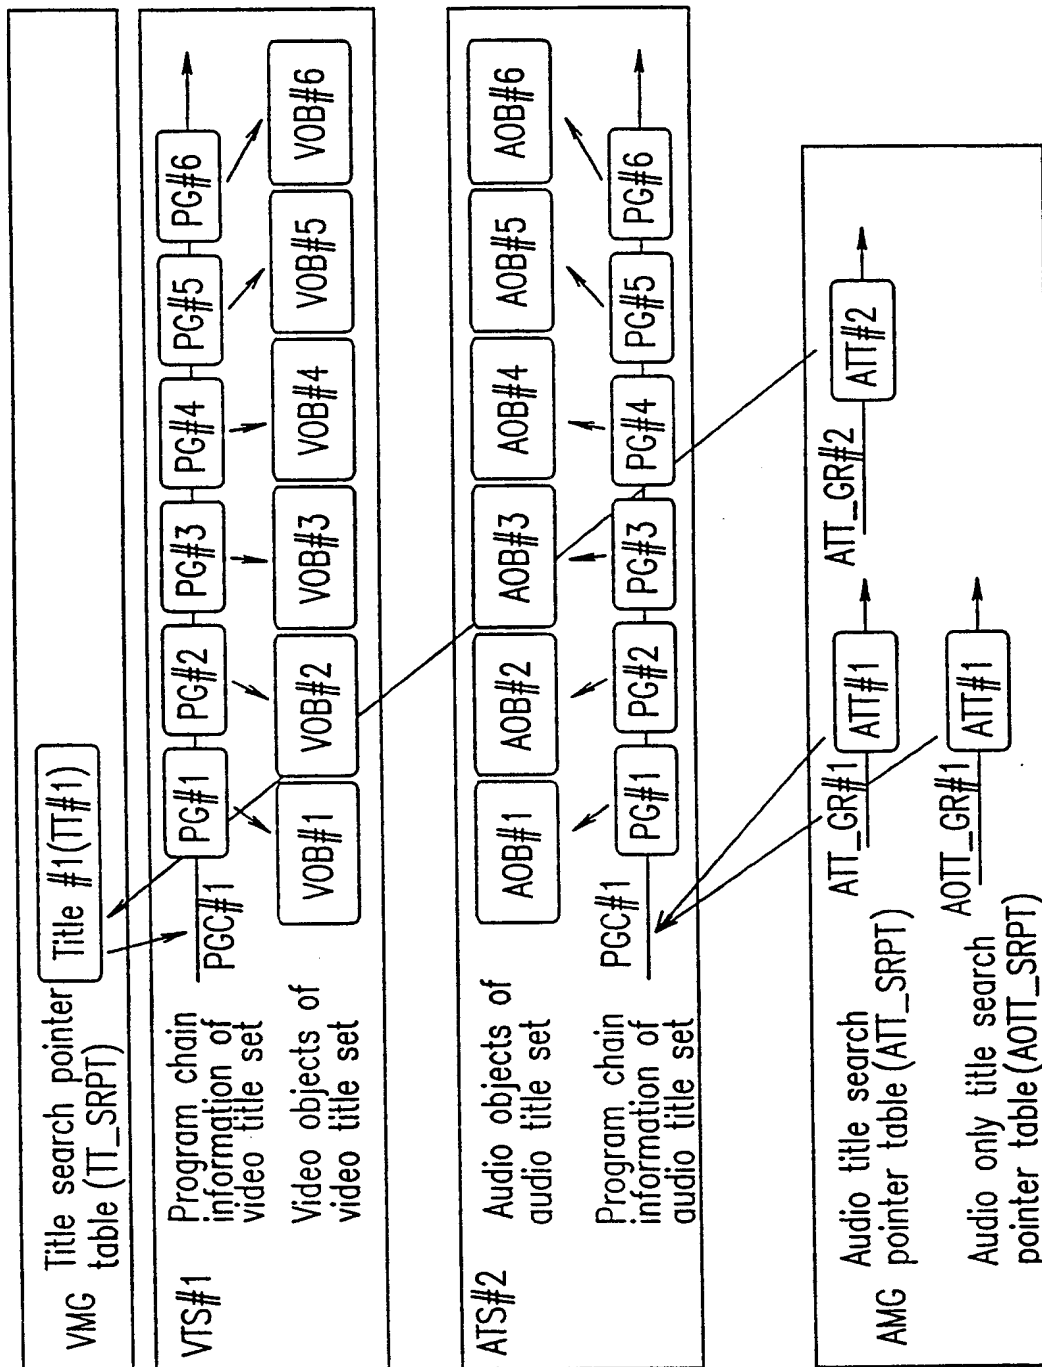 VMG
Title search pointer
table (TT_SRPT)
Title #1(TT#1)
VTS#1
Program chain
information of
video title set
PGC#1
PG#1
PG#2
PG#3
PG#4
PG#5
PG#6
Video objects of
video title set
VOB#1
VOB#2
VOB#3
VOB#4
VOB#5
VOB#6
ATS#2
Audio objects of
audio title set
AOB#1
AOB#2
AOB#3
AOB#4
AOB#5
AOB#6
Program chain
information of
audio title set
PGC#1
PG#1
PG#2
PG#3
PG#4
PG#5
PG#6
AMG
Audio title search
pointer table (ATT_SRPT)
ATT_GR#1
ATT#1
ATT_GR#2
ATT#2
Audio only title search
pointer table (AOTT_SRPT)
AOTT_GR#1
ATT#1